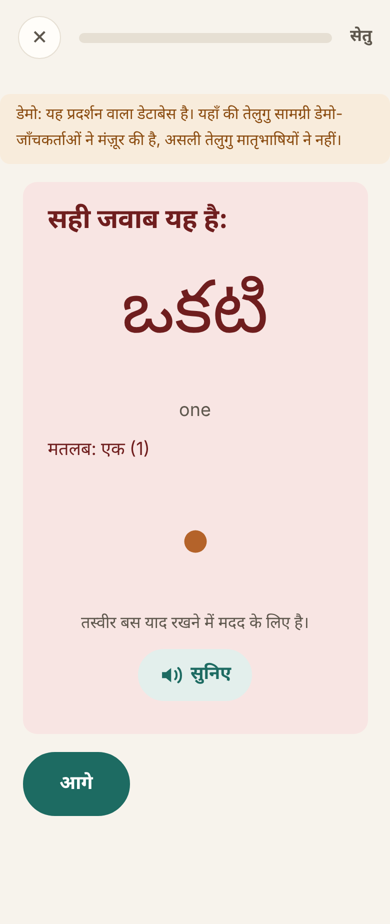 सेतु
डेमो: यह प्रदर्शन वाला डेटाबेस है। यहाँ की तेलुगु सामग्री डेमो-
जाँचकर्ताओं ने मंज़ूर की है, असली तेलुगु मातृभाषियों ने नहीं।
सही जवाब यह है:
ఒకటి
one
मतलब: एक (1)
तस्वीर बस याद रखने में मदद के लिए है।
सुनिए
आगे